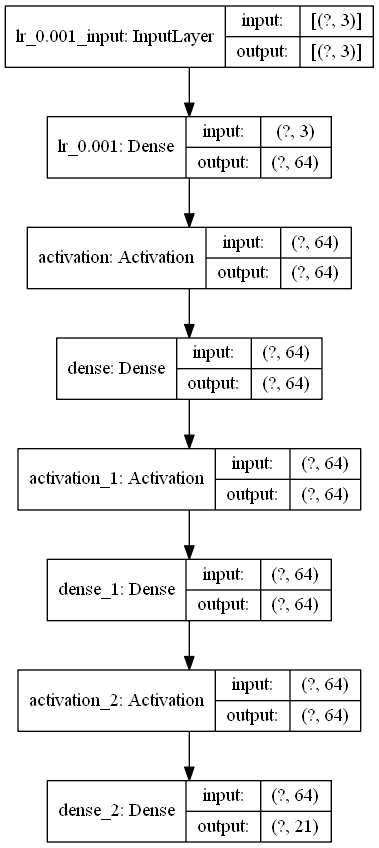 lr_0.001_input: InputLayer
input: [(?, 3)]
output: [(?, 3)]
lr_0.001: Dense
input: (?, 3)
output: (?, 64)
activation: Activation
input: (?, 64)
output: (?, 64)
dense: Dense
input: (?, 64)
output: (?, 64)
activation_1: Activation
input: (?, 64)
output: (?, 64)
dense_1: Dense
input: (?, 64)
output: (?, 64)
activation_2: Activation
input: (?, 64)
output: (?, 64)
dense_2: Dense
input: (?, 64)
output: (?, 21)